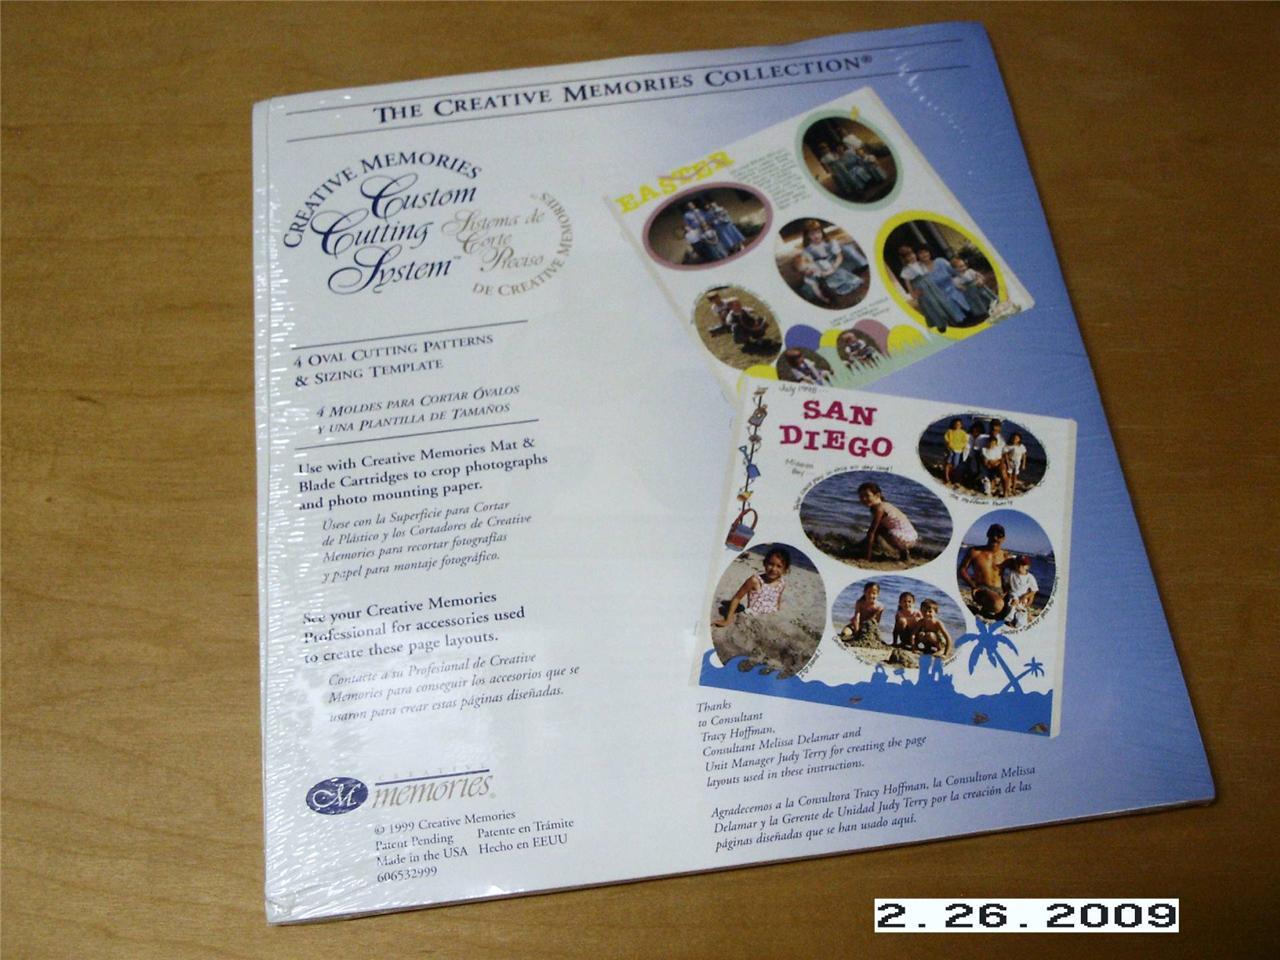 THE CREATIVE MEMORIES COLLECTION®
CREATIVE MEMORIES
Custom
Cutting
System™
Sistema de
Corte
Preciso
DE CREATIVE MEMORIES
4 OVAL CUTTING PATTERNS
& SIZING TEMPLATE
4 MOLDES PARA CORTAR ÓVALOS
Y UNA PLANTILLA DE TAMAÑOS
Use with Creative Memories Mat &
Blade Cartridges to crop photographs
and photo mounting paper.
Úsese con la Superficie para Cortar
de Plástico y los Cortadores de Creative
Memories para recortar fotografías
y papel para montaje fotográfico.
See your Creative Memories
Professional for accessories used
to create these page layouts.
Contacte a su Profesional de Creative
Memories para conseguir los accesorios que se
usaron para crear estas páginas diseñadas.
M
CREATIVE
memories®
© 1999 Creative Memories
Patent Pending Patente en Trámite
Made in the USA Hecho en EEUU
606532999
EASTER
July 1998
SAN
DIEGO
Mission
Bay
Thanks
to Consultant
Tracy Hoffman,
Consultant Melissa Delamar and
Unit Manager Judy Terry for creating the page
layouts used in these instructions.
Agradecemos a la Consultora Tracy Hoffman, la Consultora Melissa
Delamar y la Gerente de Unidad Judy Terry por la creación de las
páginas diseñadas que se han usado aquí.
2.26.2009